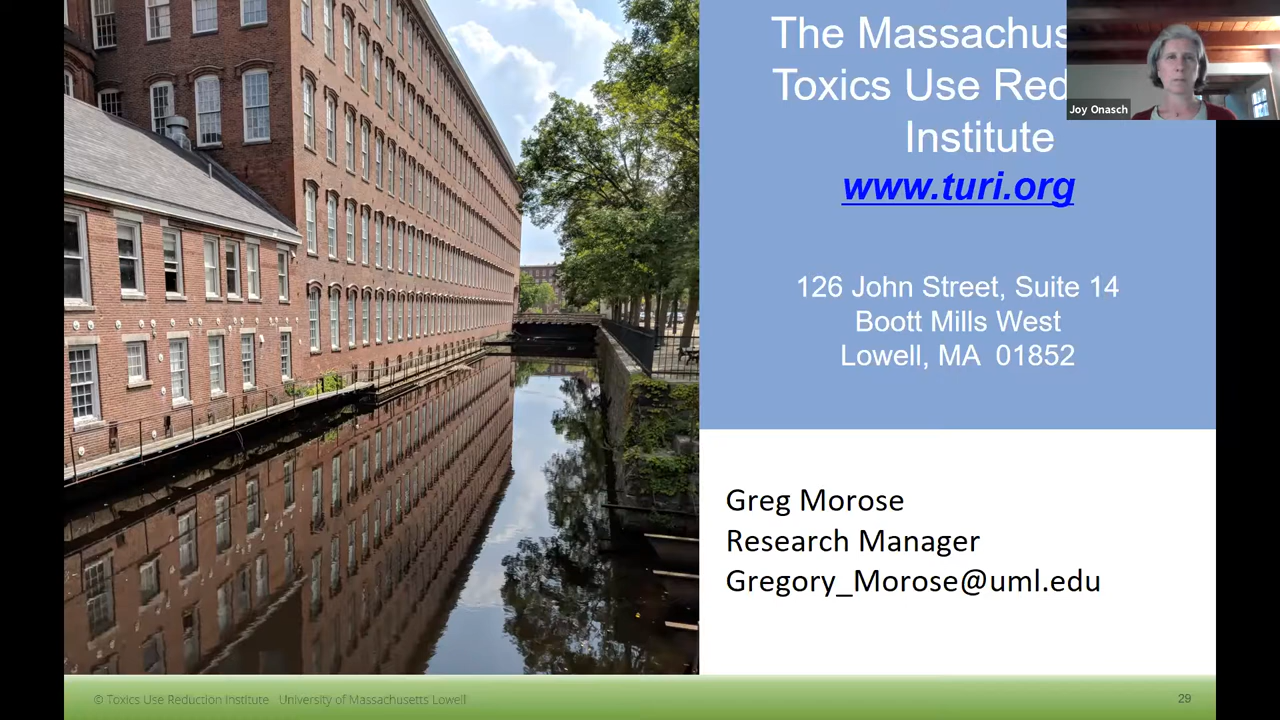 The Massachus
Toxics Use Red
Institute
www.turi.org
Joy Onasch
126 John Street, Suite 14
Boott Mills West
Lowell, MA 01852
Greg Morose
Research Manager
Gregory_Morose@uml.edu
© Toxics Use Reduction Institute University of Massachusetts Lowell
29